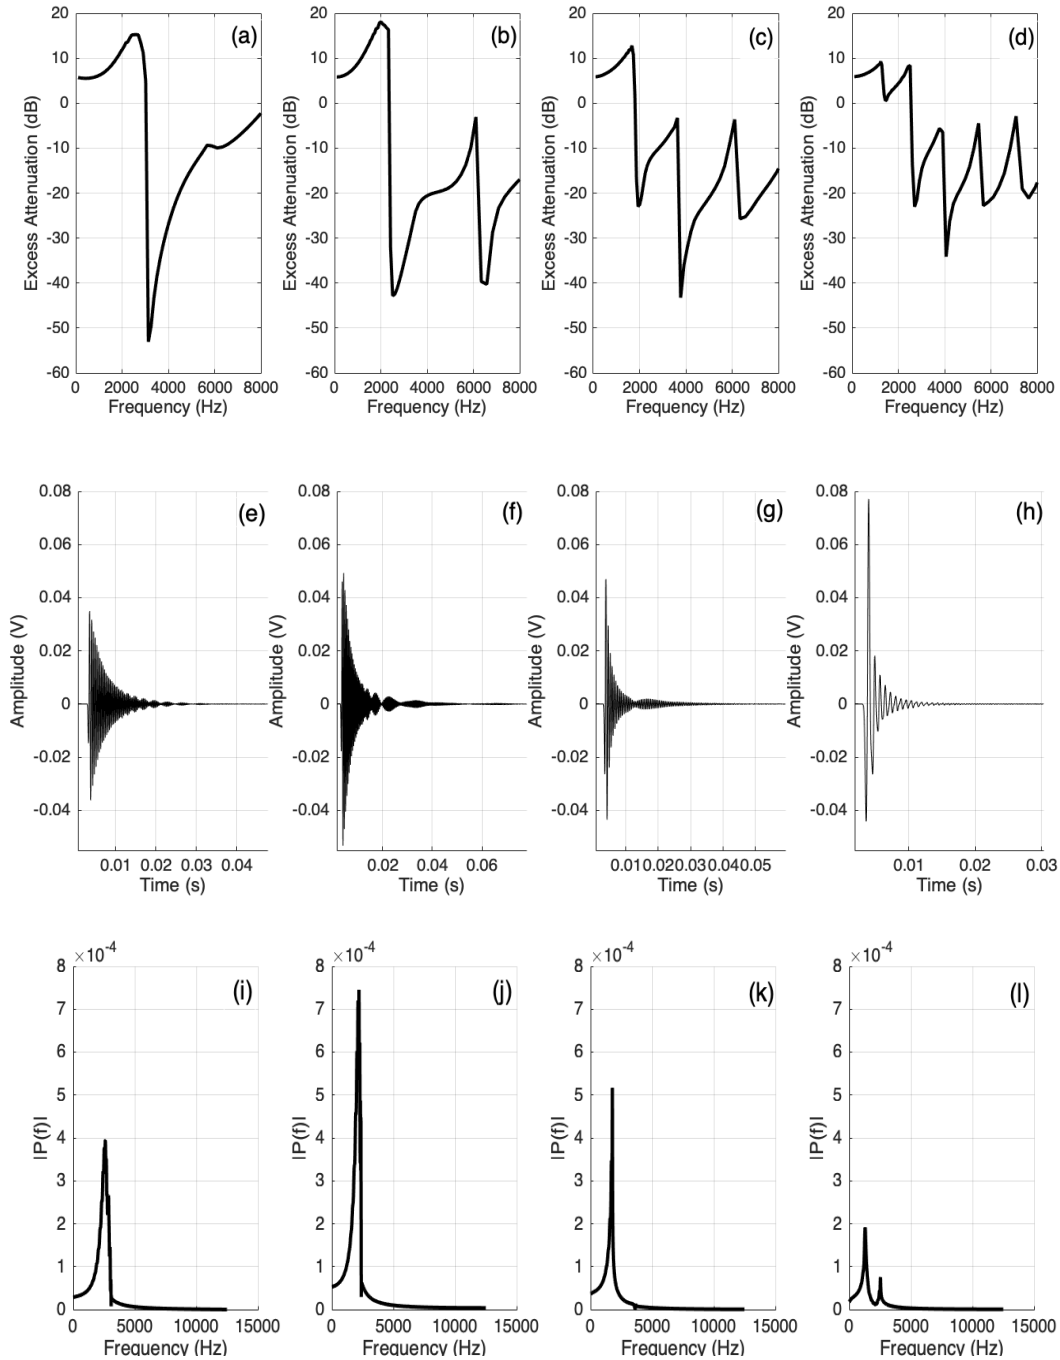 20 (a) 20 (b) 20 (c) 20 (d)
10 10 10 10
0 0 0 0
-10 -10 -10 -10
-20 -20 -20 -20
-30 -30 -30 -30
-40 -40 -40 -40
-50 -50 -50 -50
-60 -60 -60 -60
Excess Attenuation (dB) Excess Attenuation (dB) Excess Attenuation (dB) Excess Attenuation (dB)
0 2000 4000 6000 8000 0 2000 4000 6000 8000 0 2000 4000 6000 8000 0 2000 4000 6000 8000
Frequency (Hz) Frequency (Hz) Frequency (Hz) Frequency (Hz)
0.08 (e) 0.08 (f) 0.08 (g) 0.08 (h)
0.06 0.06 0.06 0.06
0.04 0.04 0.04 0.04
0.02 0.02 0.02 0.02
0 0 0 0
-0.02 -0.02 -0.02 -0.02
-0.04 -0.04 -0.04 -0.04
Amplitude (V) Amplitude (V) Amplitude (V) Amplitude (V)
0.01 0.02 0.03 0.04 0.02 0.04 0.06 0.01 0.02 0.03 0.04 0.05 0.01 0.02 0.03
Time (s) Time (s) Time (s) Time (s)
×10-4 ×10-4 ×10-4 ×10-4
8 (i) 8 (j) 8 (k) 8 (l)
7 7 7 7
6 6 6 6
5 5 5 5
4 4 4 4
3 3 3 3
2 2 2 2
1 1 1 1
0 0 0 0
|P(f)| |P(f)| |P(f)| |P(f)|
0 5000 10000 15000 0 5000 10000 15000 0 5000 10000 15000 0 5000 10000 15000
Frequency (Hz) Frequency (Hz) Frequency (Hz) Frequency (Hz)